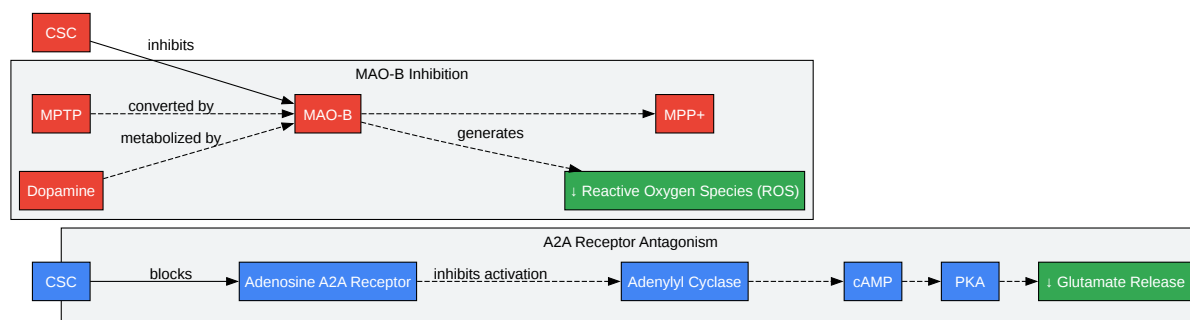 CSC
inhibits
MAO-B Inhibition
MPTP
converted by
MAO-B
MPP+
metabolized by
generates
Dopamine
↓ Reactive Oxygen Species (ROS)
A2A Receptor Antagonism
CSC
blocks
Adenosine A2A Receptor
inhibits activation
Adenylyl Cyclase
cAMP
PKA
↓ Glutamate Release